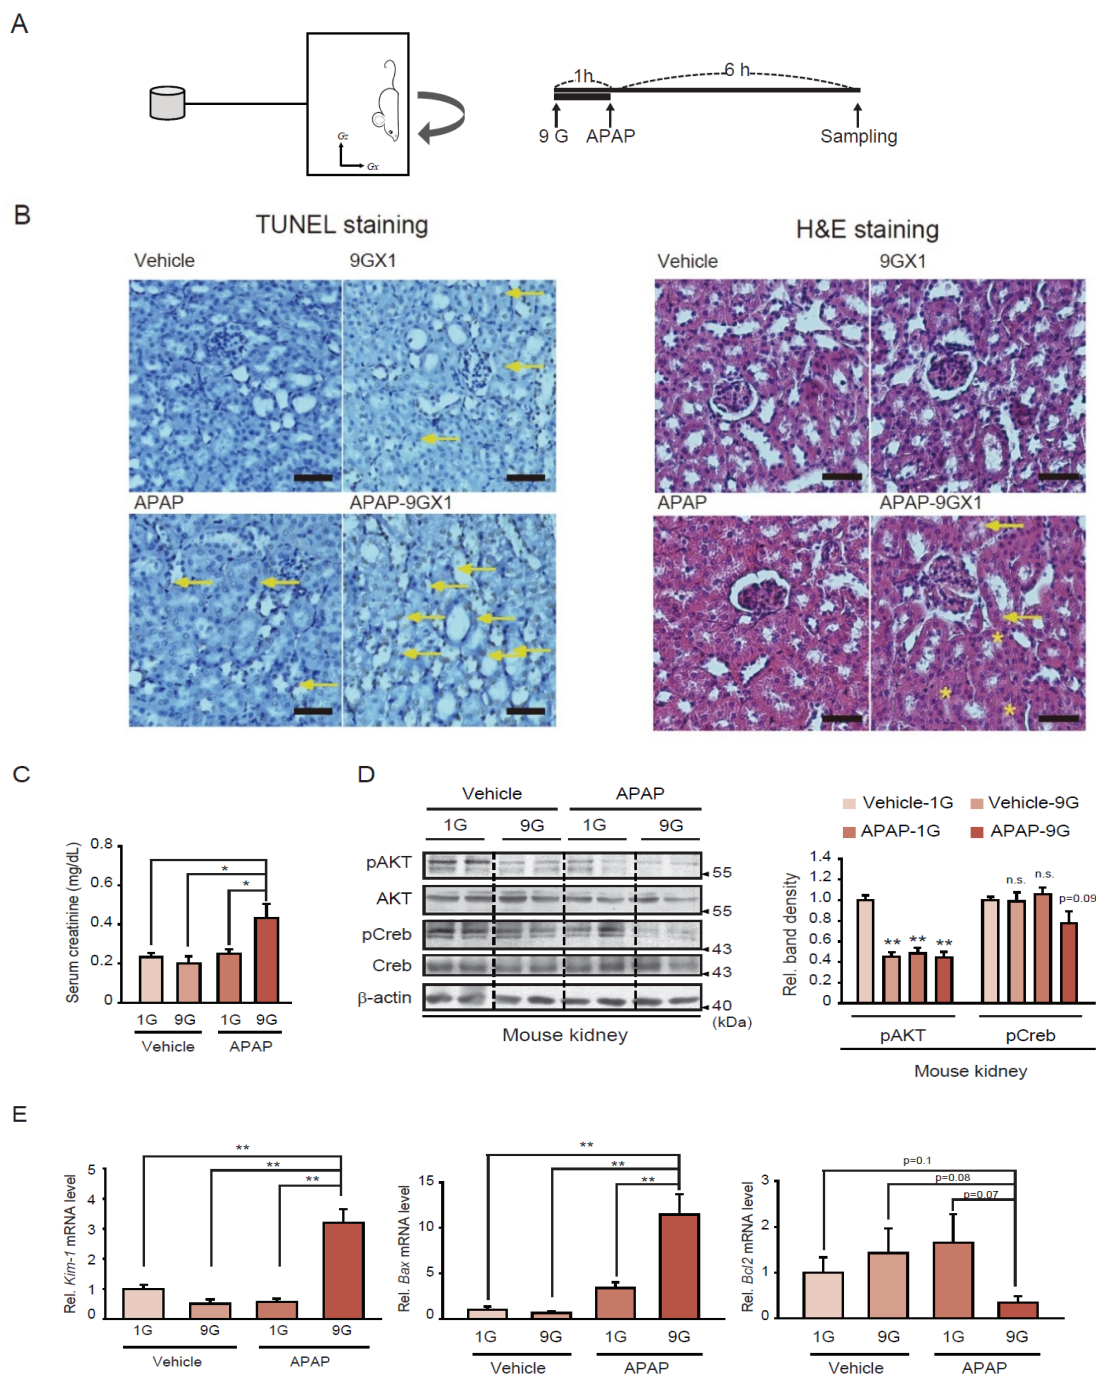 A
1h
6 h
9 G
APAP
Sampling
Gz
Gx
B
TUNEL staining
H&E staining
Vehicle
9GX1
Vehicle
9GX1
APAP
APAP-9GX1
APAP
APAP-9GX1
*
*
*
C
Serum creatinine (mg/dL)
0.8
0.6
0.4
0.2
0
*
*
1G
9G
1G
9G
Vehicle
APAP
D
Vehicle
APAP
1G
9G
1G
9G
pAKT
55
AKT
55
pCreb
43
Creb
43
β-actin
40
(kDa)
Mouse kidney
Vehicle-1G
Vehicle-9G
APAP-1G
APAP-9G
Rel. band density
1.4
1.2
1.0
0.8
0.6
0.4
0.2
0
**
**
**
n.s.
n.s.
p=0.09
pAKT
pCreb
Mouse kidney
E
Rel. Kim-1 mRNA level
5
4
3
2
1
0
**
**
**
1G
9G
1G
9G
Vehicle
APAP
Rel. Bax mRNA level
15
10
5
0
**
**
**
1G
9G
1G
9G
Vehicle
APAP
Rel. Bcl2 mRNA level
3
2
1
0
p=0.1
p=0.08
p=0.07
1G
9G
1G
9G
Vehicle
APAP